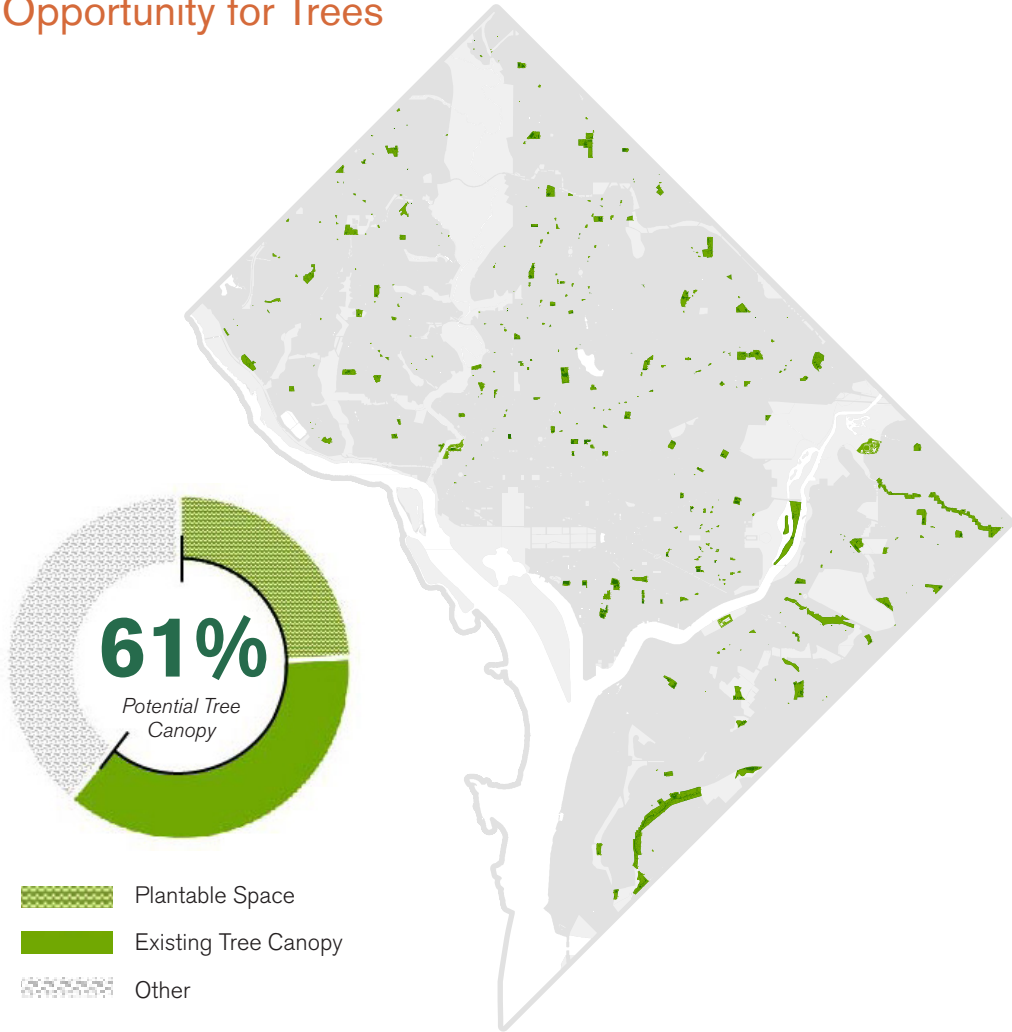 Opportunity for Trees
61%
Potential Tree
Canopy
Plantable Space
Existing Tree Canopy
Other